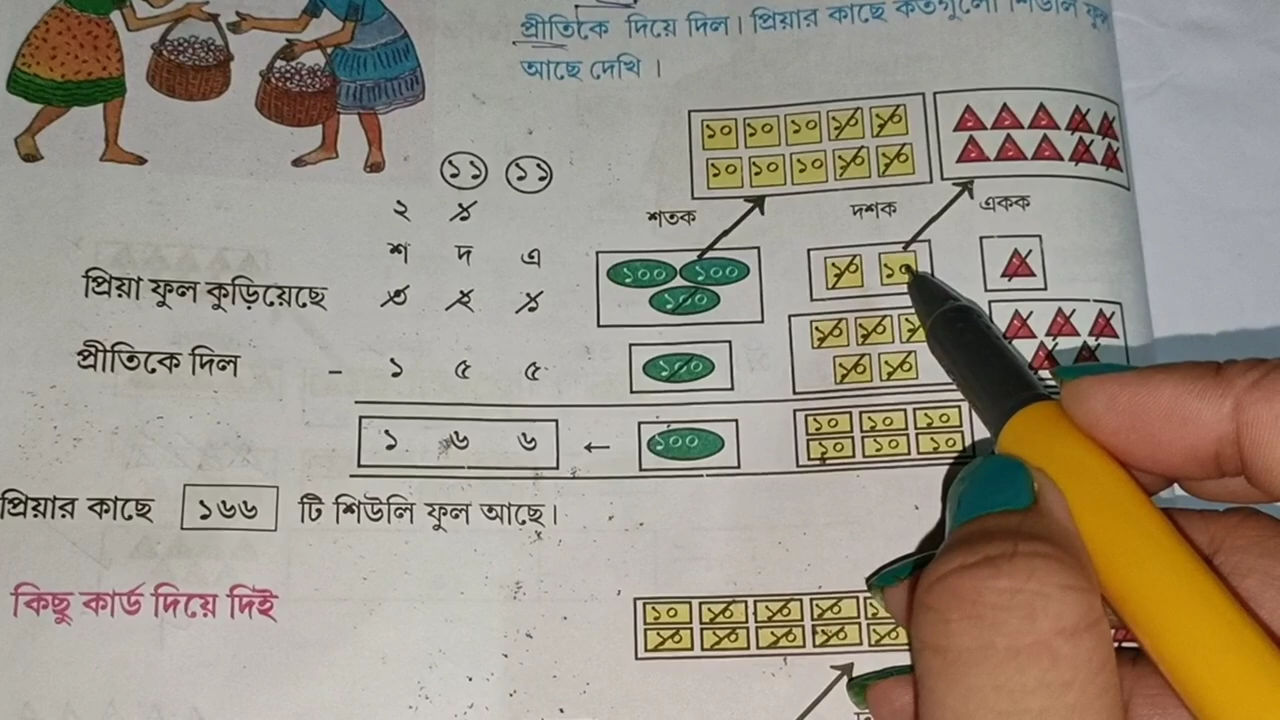 প্রীতিকে দিয়ে দিল। প্রিয়ার কাছে কতগুলো শিউলি ফুল
আছে দেখি ।
১০ ১০ ১০ ১০ ১০
১০ ১০ ১০ ১০ ১০
১১ ১১
২ ১
শতক দশক একক
শ দ এ
প্রিয়া ফুল কুড়িয়েছে ৩ ২ ১
১০০ ১০০
১০০
১০ ১০
প্রীতিকে দিল - ১ ৫ ৫
১০০
১০ ১০ ১০
১০ ১০
১ ৬ ৬ ← ১০০
১০ ১০ ১০
১০ ১০ ১০
প্রিয়ার কাছে ১৬৬ টি শিউলি ফুল আছে।
কিছু কার্ড দিয়ে দিই
১০ ১০ ১০ ১০
১০ ১০ ১০ ১০ ১০